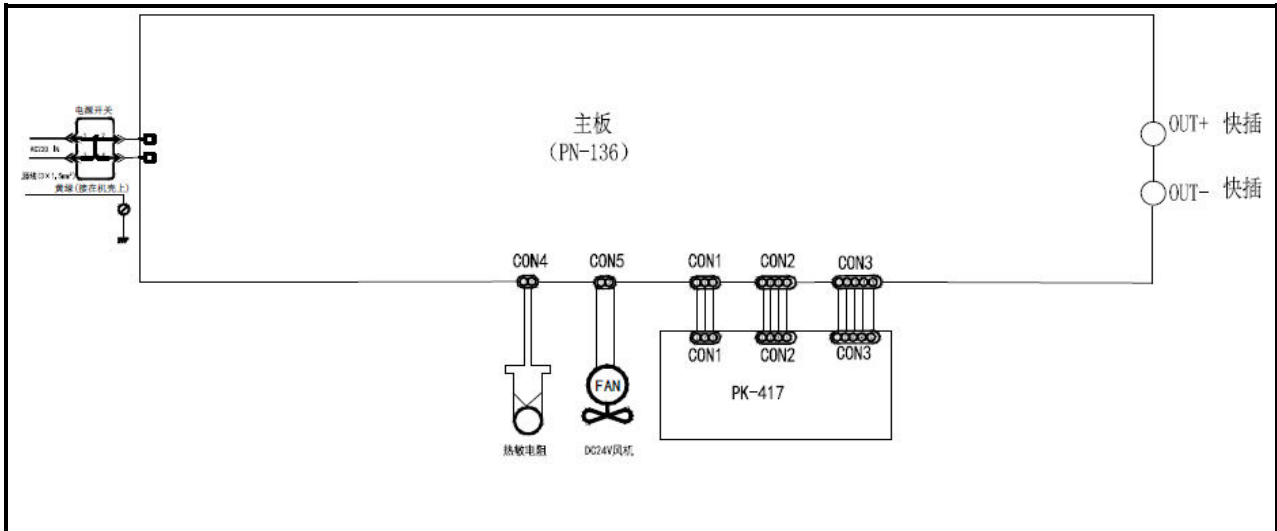 电源开关
AC220 IN
黄绿(接在机壳上)
主板
(PN-136)
OUT+ 快插
OUT- 快插
CON4
CON5
CON1
CON2
CON3
CON1
CON2
CON3
FAN
PK-417
热敏电阻
DC24V风机